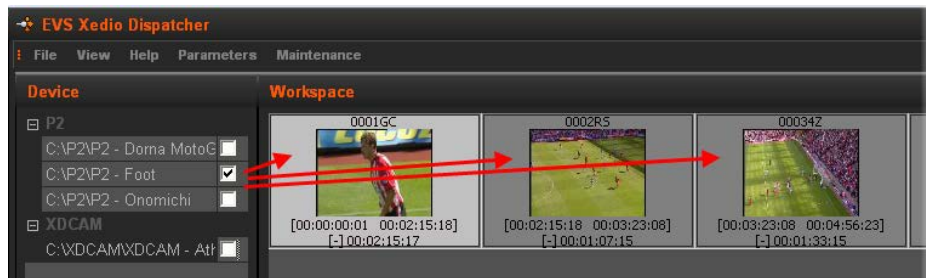 EVS Xedio Dispatcher
File View Help Parameters Maintenance
Device
Workspace
P2
C:\P2\P2 - Dorna MotoG
C:\P2\P2 - Foot
C:\P2\P2 - Onomichi
XDCAM
C:\XDCAM\XDCAM - Ath
0001GC
[00:00:00:01 00:02:15:18]
[-] 00:02:15:17
0002RS
[00:02:15:18 00:03:23:08]
[-] 00:01:07:15
00034Z
[00:03:23:08 00:04:56:23]
[-] 00:01:33:15